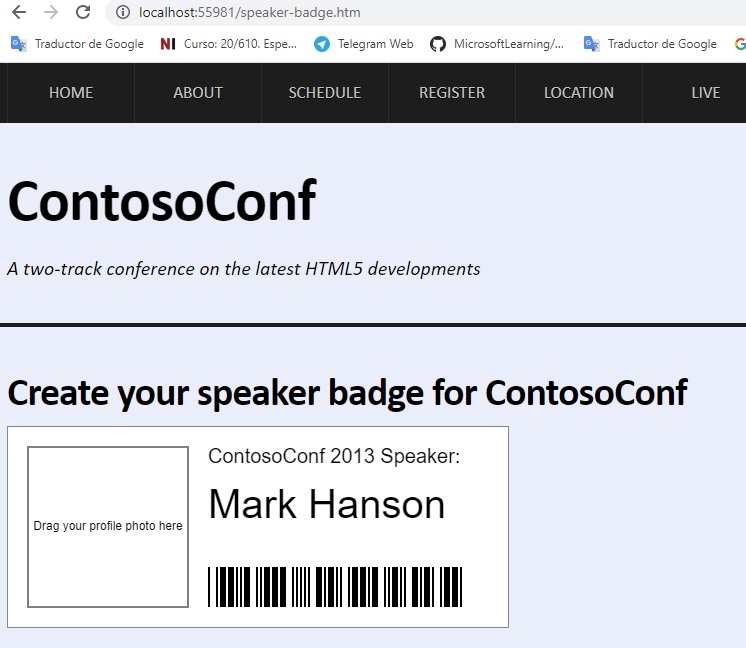 localhost:55981/speaker-badge.htm
Traductor de Google NI Curso: 20/610. Espe... Telegram Web MicrosoftLearning/... Traductor de Google G
HOME ABOUT SCHEDULE REGISTER LOCATION LIVE
ContosoConf
A two-track conference on the latest HTML5 developments
Create your speaker badge for ContosoConf
ContosoConf 2013 Speaker:
Mark Hanson
Drag your profile photo here